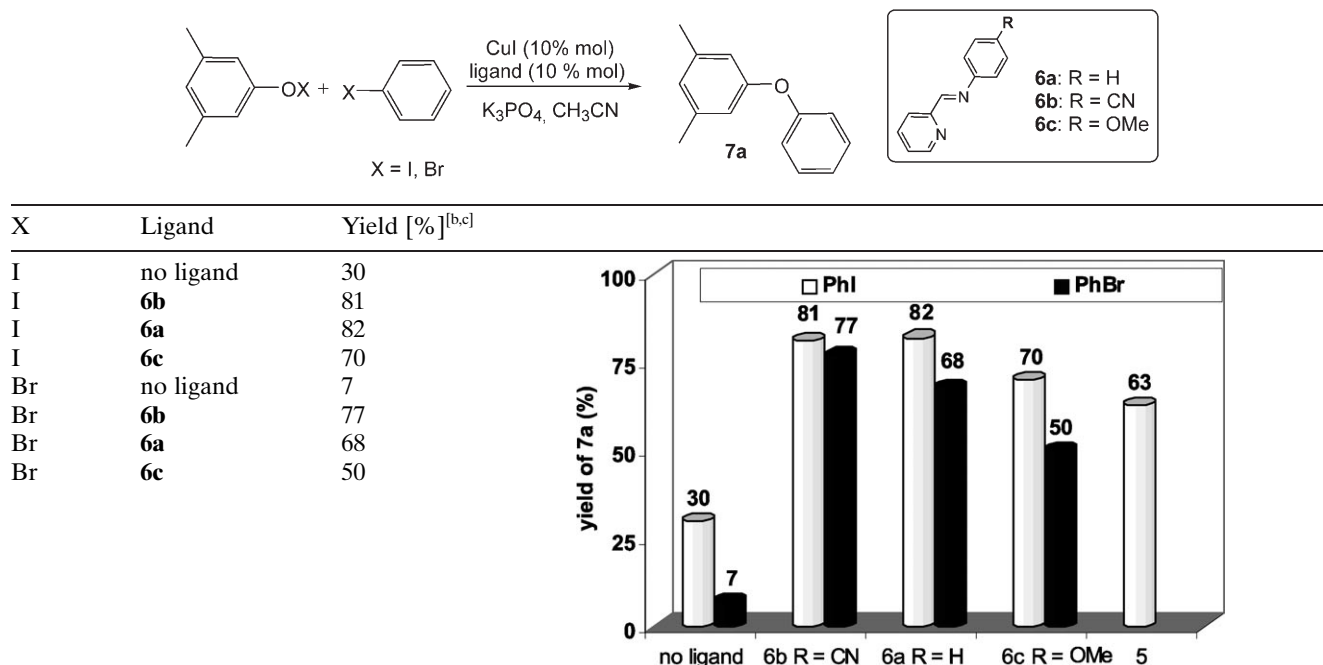 OX + X
O
7a
X = I, Br
CuI (10% mol)
ligand (10 % mol)
K3PO4, CH3CN
R
N
N
6a: R = H
6b: R = CN
6c: R = OMe
X Ligand Yield [%][b,c]
I no ligand 30
I 6b 81
I 6a 82
I 6c 70
Br no ligand 7
Br 6b 77
Br 6a 68
Br 6c 50
PhI PhBr
yield of 7a (%)
100
75
50
25
0
30
7
81
77
82
68
70
50
63
no ligand 6b R = CN 6a R = H 6c R = OMe 5